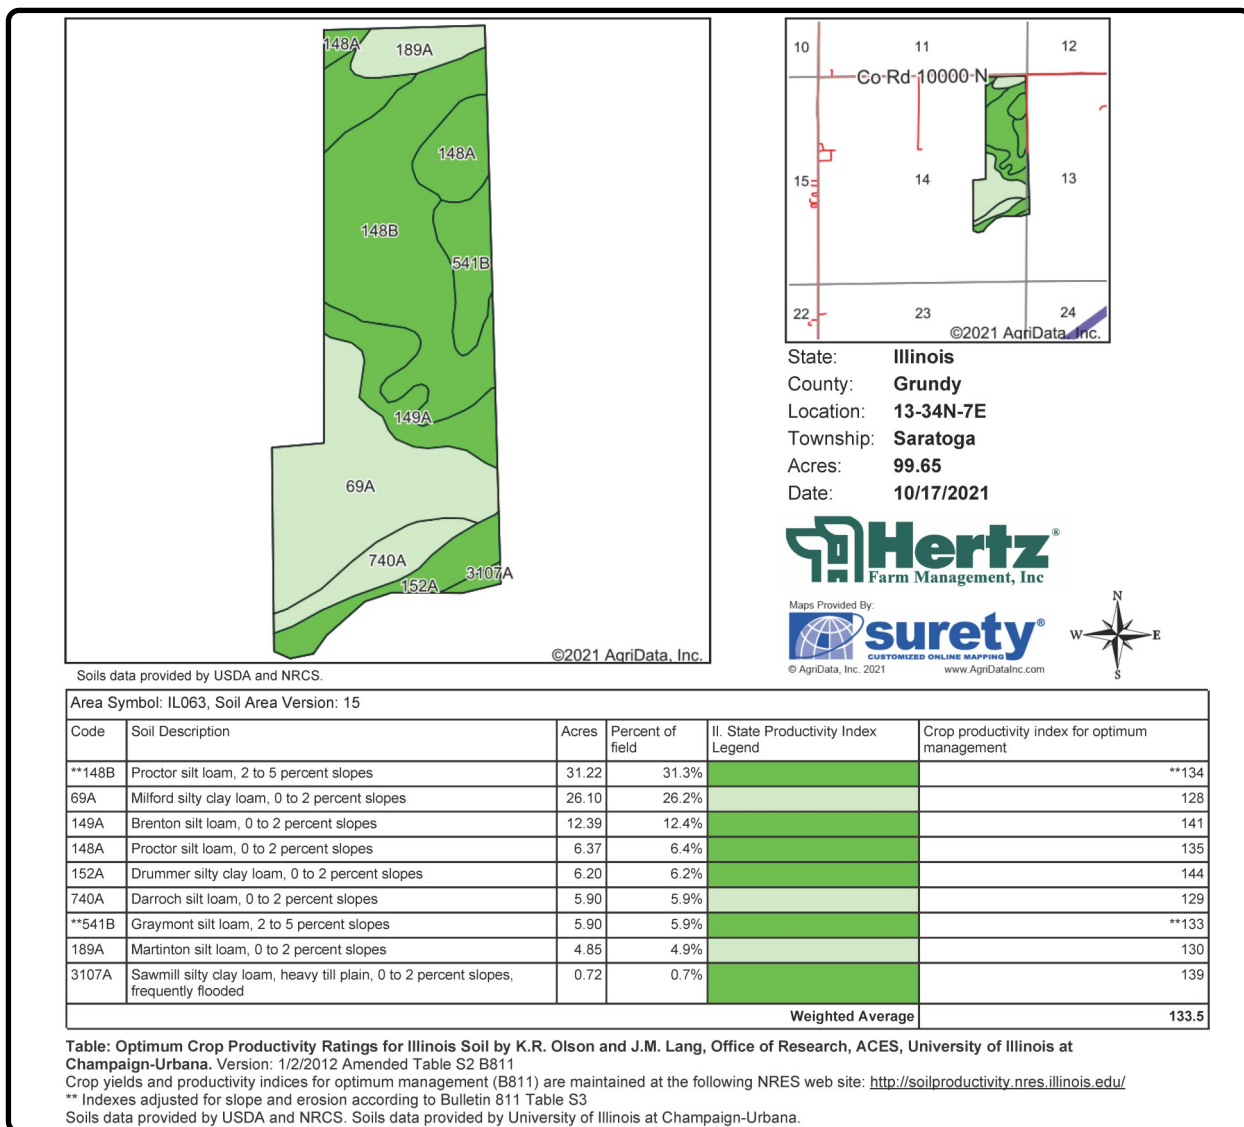 148A
189A
148A
148B
541B
149A
69A
740A
3107A
152A
©2021 AgriData, Inc.
Soils data provided by USDA and NRCS.
10
11
12
Co Rd 10000 N
15
14
13
22
23
24
©2021 AgriData, Inc.
State: Illinois
County: Grundy
Location: 13-34N-7E
Township: Saratoga
Acres: 99.65
Date: 10/17/2021
Hertz®
Farm Management, Inc
Maps Provided By:
surety®
CUSTOMIZED ONLINE MAPPING
© AgriData, Inc. 2021 www.AgriDataInc.com
N
W E
S
Area Symbol: IL063, Soil Area Version: 15
Code Soil Description Acres Percent of field II. State Productivity Index Legend Crop productivity index for optimum management
**148B Proctor silt loam, 2 to 5 percent slopes 31.22 31.3% **134
69A Milford silty clay loam, 0 to 2 percent slopes 26.10 26.2% 128
149A Brenton silt loam, 0 to 2 percent slopes 12.39 12.4% 141
148A Proctor silt loam, 0 to 2 percent slopes 6.37 6.4% 135
152A Drummer silty clay loam, 0 to 2 percent slopes 6.20 6.2% 144
740A Darroch silt loam, 0 to 2 percent slopes 5.90 5.9% 129
**541B Graymont silt loam, 2 to 5 percent slopes 5.90 5.9% **133
189A Martinton silt loam, 0 to 2 percent slopes 4.85 4.9% 130
3107A Sawmill silty clay loam, heavy till plain, 0 to 2 percent slopes, frequently flooded 0.72 0.7% 139
Weighted Average 133.5
Table: Optimum Crop Productivity Ratings for Illinois Soil by K.R. Olson and J.M. Lang, Office of Research, ACES, University of Illinois at
Champaign-Urbana. Version: 1/2/2012 Amended Table S2 B811
Crop yields and productivity indices for optimum management (B811) are maintained at the following NRES web site: http://soilproductivity.nres.illinois.edu/
** Indexes adjusted for slope and erosion according to Bulletin 811 Table S3
Soils data provided by USDA and NRCS. Soils data provided by University of Illinois at Champaign-Urbana.